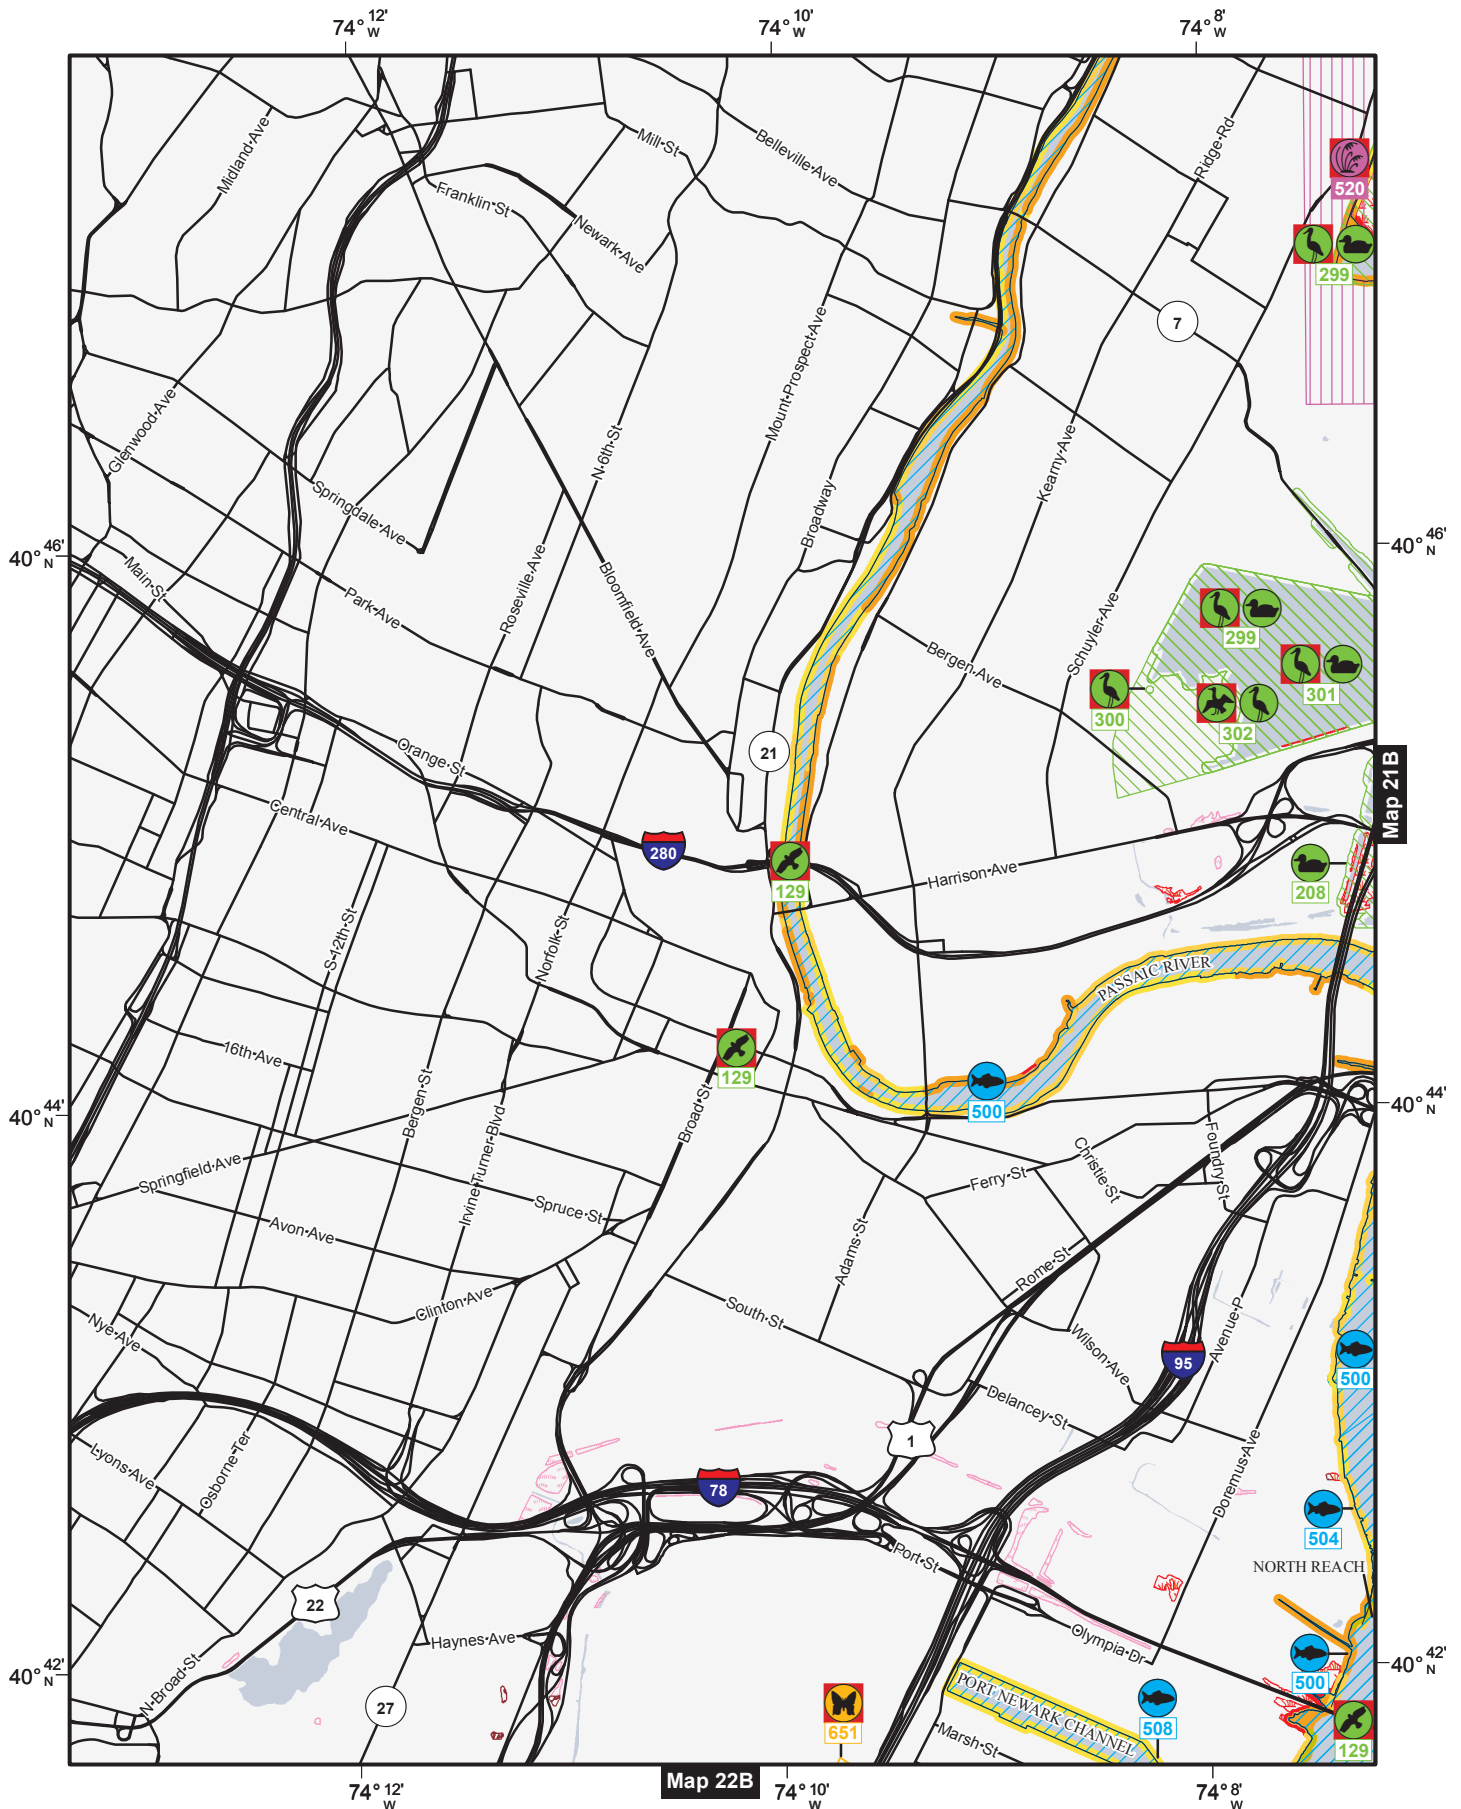 74° 12' W
74° 10' W
74° 8' W
Midland Ave
Mill St
Belleville Ave
Ridge Rd
520
Franklin St
Newark Ave
299
7
Mount Prospect Ave
Glenwood Ave
N 6th St
Kearny Ave
Springdale Ave
Broadway
40° 46' N
40° 46' N
Main St
Park Ave
Roseville Ave
Bloomfield Ave
Schuyler Ave
Bergen Ave
299
301
300
302
21
Orange St
Map 21B
Central Ave
280
129
Harrison Ave
208
S 12th St
Norfolk St
PASSAIC RIVER
16th Ave
129
500
Bergen St
Broad St
40° 44' N
40° 44' N
Irvine Turner Blvd
Springfield Ave
Foundry St
Christie St
Ferry St
Spruce St
Avon Ave
Adams St
Rome St
Clinton Ave
South St
Nye Ave
Wilson Ave
Avenue P
95
500
Delancey St
1
Lyons Ave
Osborne Ter
Doremus Ave
78
504
Port St
NORTH REACH
22
Haynes Ave
Olympia Dr
500
40° 42' N
40° 42' N
N Broad St
27
651
PORT NEWARK CHANNEL
508
Marsh St
129
Map 22B
74° 12' W
74° 10' W
74° 8' W